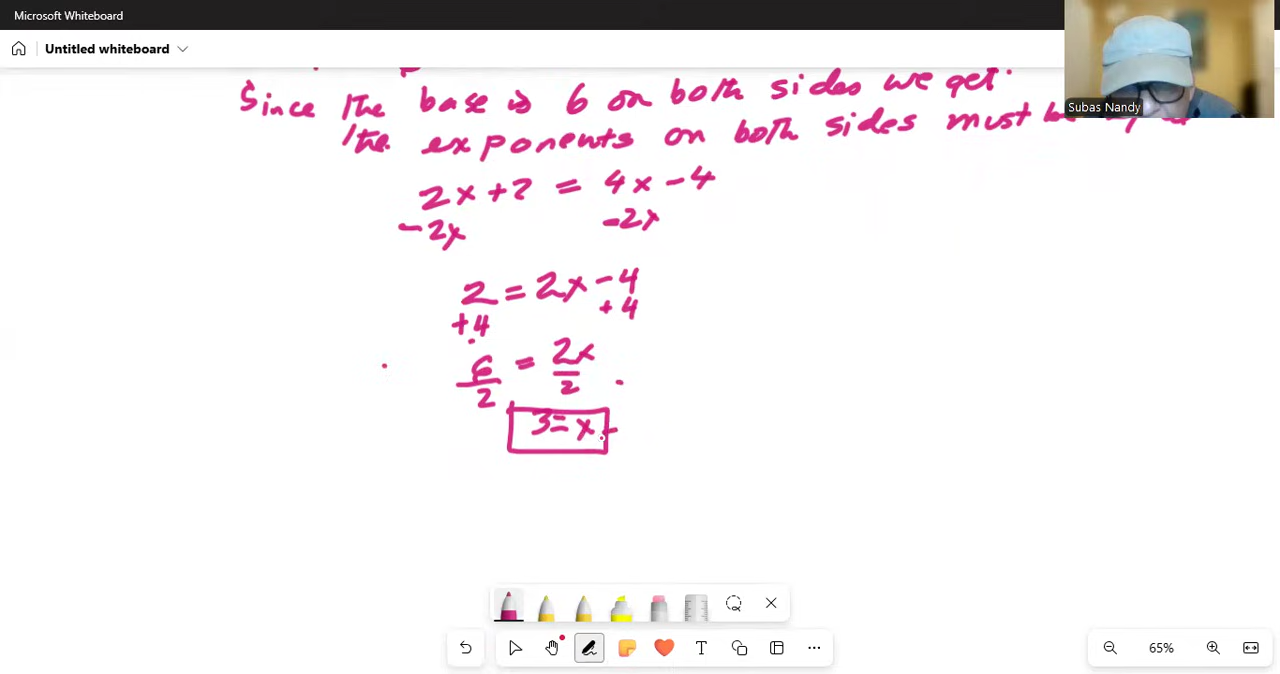 Microsoft Whiteboard
Untitled whiteboard
Subas Nandy
Since the base is 6 on both sides we get.
the exponents on both sides must be
2x+2 = 4x-4
-2x -2x
2 = 2x-4
+4 +4
6/2 = 2x/2
3=x
65%